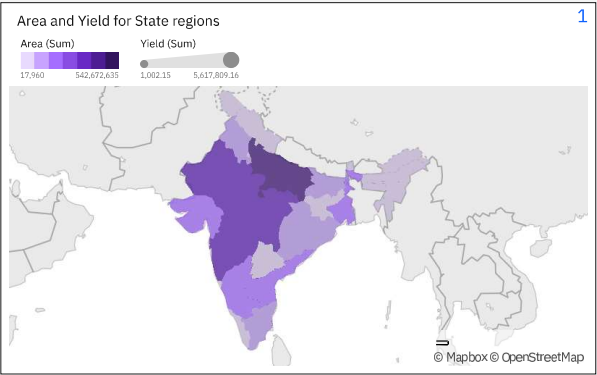 Area and Yield for State regions
1
Area (Sum)
Yield (Sum)
17,960
542,672,635
1,002.15
5,617,809.16
© Mapbox © OpenStreetMap